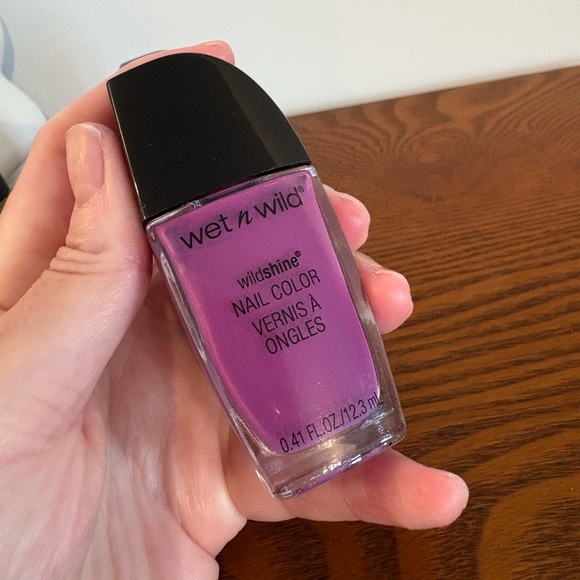 wet n wild®
wildshine®
NAIL COLOR
VERNIS À
ONGLES
0.41 FL.OZ/12.3 mL